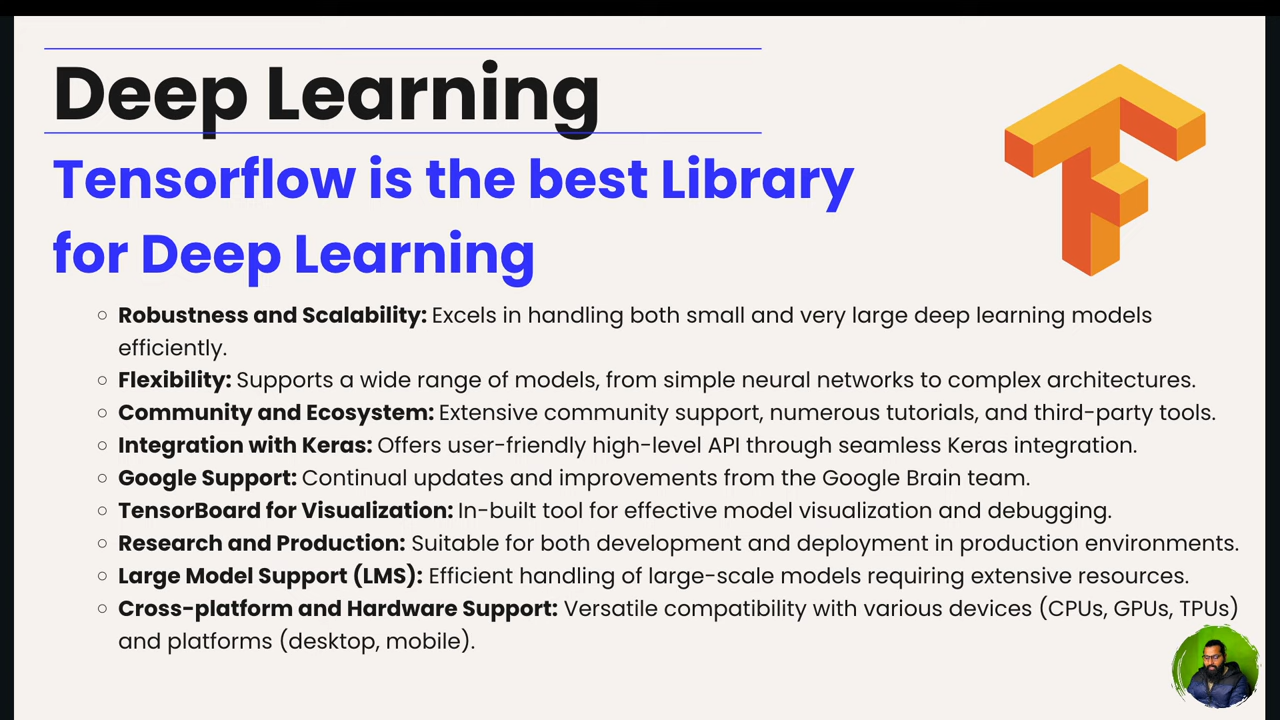 Deep Learning
Tensorflow is the best Library
for Deep Learning
Robustness and Scalability: Excels in handling both small and very large deep learning models
efficiently.
Flexibility: Supports a wide range of models, from simple neural networks to complex architectures.
Community and Ecosystem: Extensive community support, numerous tutorials, and third-party tools.
Integration with Keras: Offers user-friendly high-level API through seamless Keras integration.
Google Support: Continual updates and improvements from the Google Brain team.
TensorBoard for Visualization: In-built tool for effective model visualization and debugging.
Research and Production: Suitable for both development and deployment in production environments.
Large Model Support (LMS): Efficient handling of large-scale models requiring extensive resources.
Cross-platform and Hardware Support: Versatile compatibility with various devices (CPUs, GPUs, TPUs)
and platforms (desktop, mobile).